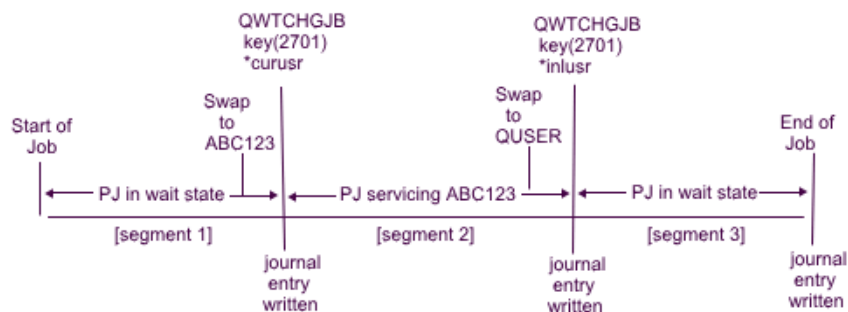 QWTCHGJB
key(2701)
*curusr
QWTCHGJB
key(2701)
*inlusr
Start of
Job
Swap
to
ABC123
Swap
to
QUSER
End of
Job
PJ in wait state
PJ servicing ABC123
PJ in wait state
[segment 1]
[segment 2]
[segment 3]
journal
entry
written
journal
entry
written
journal
entry
written